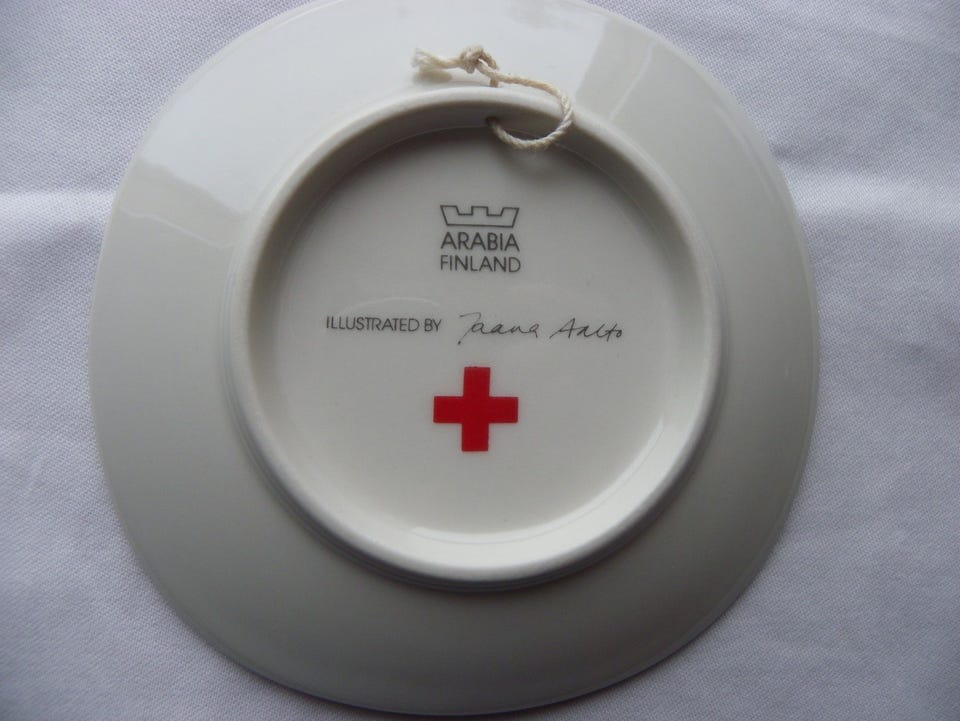 ARABIA
FINLAND
ILLUSTRATED BY Jaana Aalto